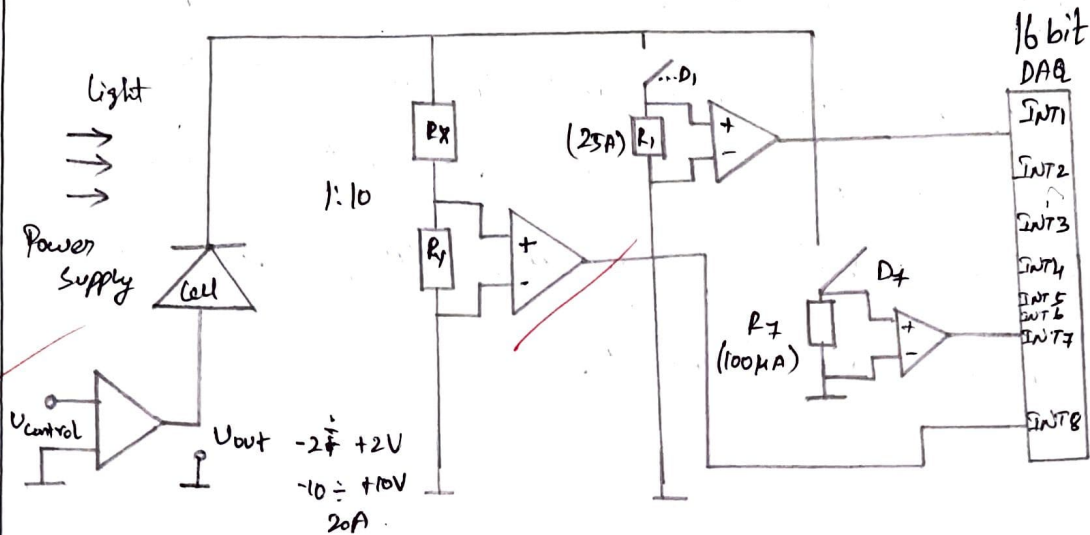 16 bit
DAQ
Light
Power
Supply
Cell
Ucontrol
Uout -2 ÷ +2V
-10 ÷ +10V
20A.
1:10
RX
Ry
+
-
...D1
(25A)
R1
+
-
D7
R7
(100μA)
+
-
INT1
INT2
INT3
INT4
INT5
INT6
INT7
INT8